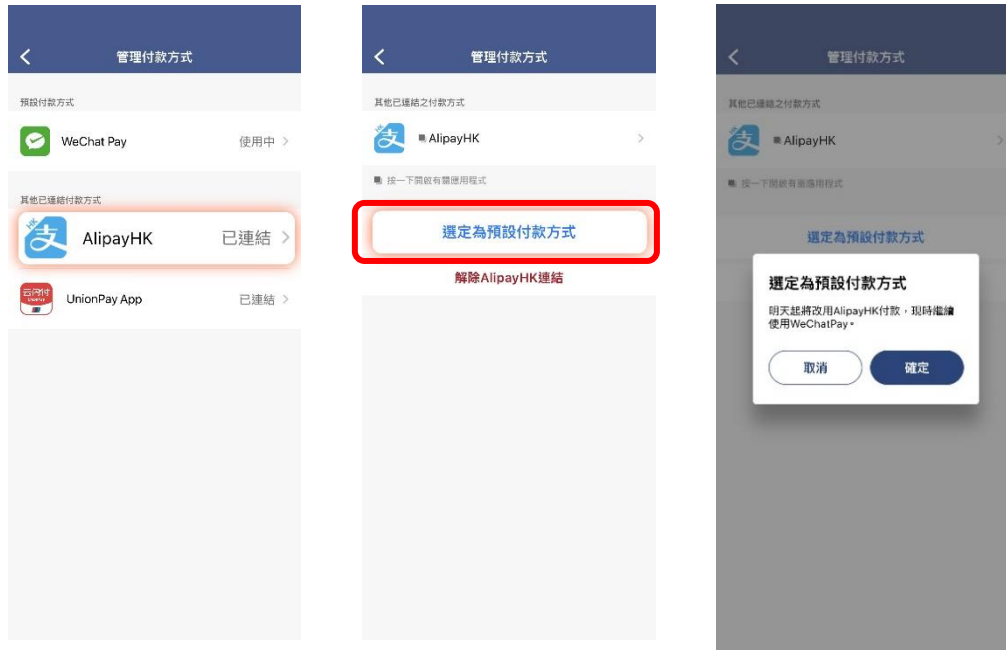 管理付款方式
預設付款方式
WeChat Pay
使用中
其他已連結付款方式
支
AlipayHK
已連結
UnionPay App
已連結
管理付款方式
其他已連結之付款方式
支
AlipayHK
按一下開啟有關應用程式
選定為預設付款方式
解除AlipayHK連結
管理付款方式
其他已連結之付款方式
支
AlipayHK
按一下開啟有關應用程式
選定為預設付款方式
選定為預設付款方式
明天起將改用AlipayHK付款，現時繼續
使用WeChatPay。
取消
確定